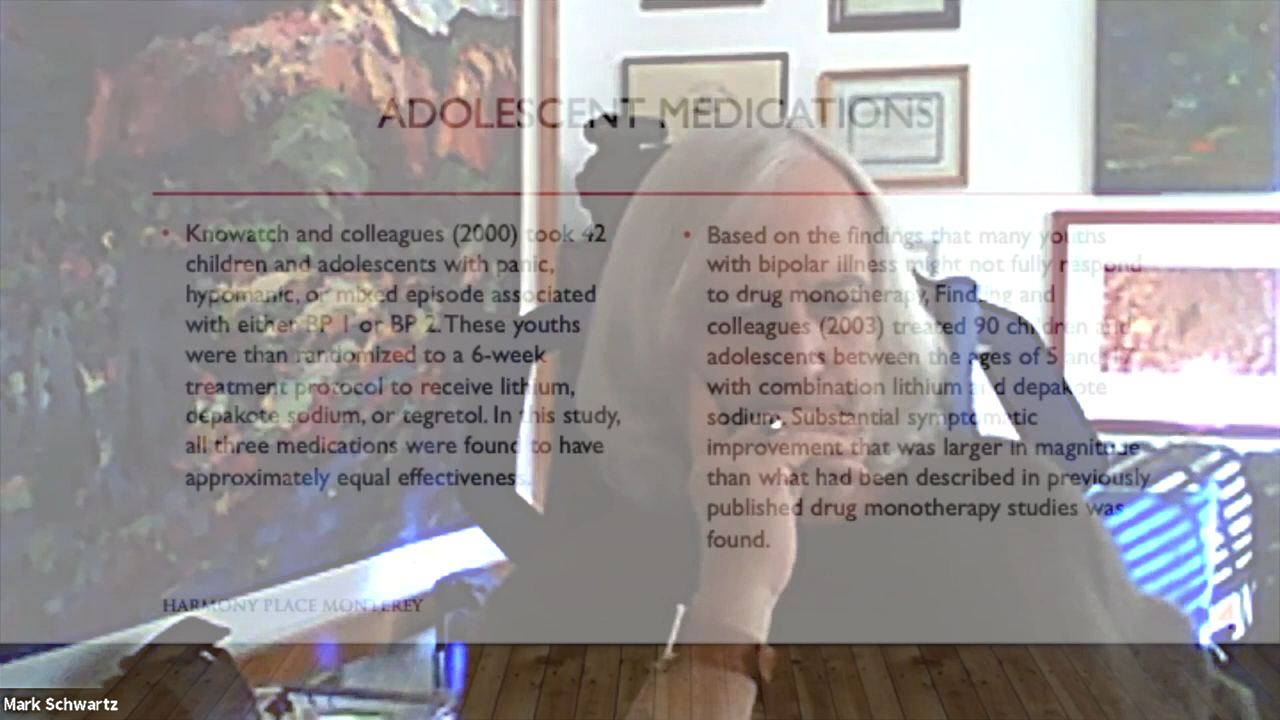 ADOLESCENT MEDICATIONS
• Knowatch and colleagues (2000) took 42
children and adolescents with panic,
hypomanic, or mixed episode associated
with either BP 1 or BP 2. These youths
were than randomized to a 6-week
treatment protocol to receive lithium,
depakote sodium, or tegretol. In this study,
all three medications were found to have
approximately equal effectiveness.
• Based on the findings that many youths
with bipolar illness might not fully respond
to drug monotherapy, Findling and
colleagues (2003) treated 90 children and
adolescents between the ages of 5 and 17
with combination lithium and depakote
sodium. Substantial symptomatic
improvement that was larger in magnitude
than what had been described in previously
published drug monotherapy studies was
found.
HARMONY PLACE MONTEREY
Mark Schwartz